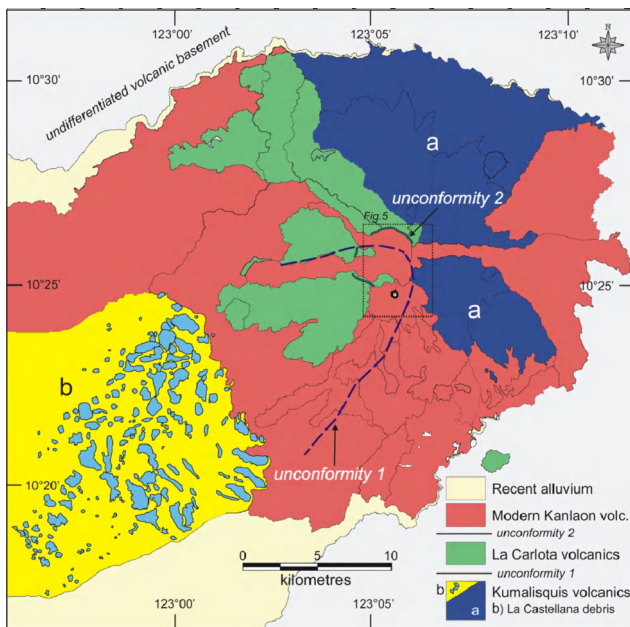 123°00'
123°05'
123°10'
N
10°30'
10°30'
undifferentiated volcanic basement
a
unconformity 2
Fig.5
10°25'
10°25'
a
b
unconformity 1
10°20'
0 5 10
kilometres
Recent alluvium
Modern Kanlaon volc.
unconformity 2
La Carlota volcanics
unconformity 1
b
a
Kumalisquis volcanics
b) La Castellana debris
123°00'
123°05'